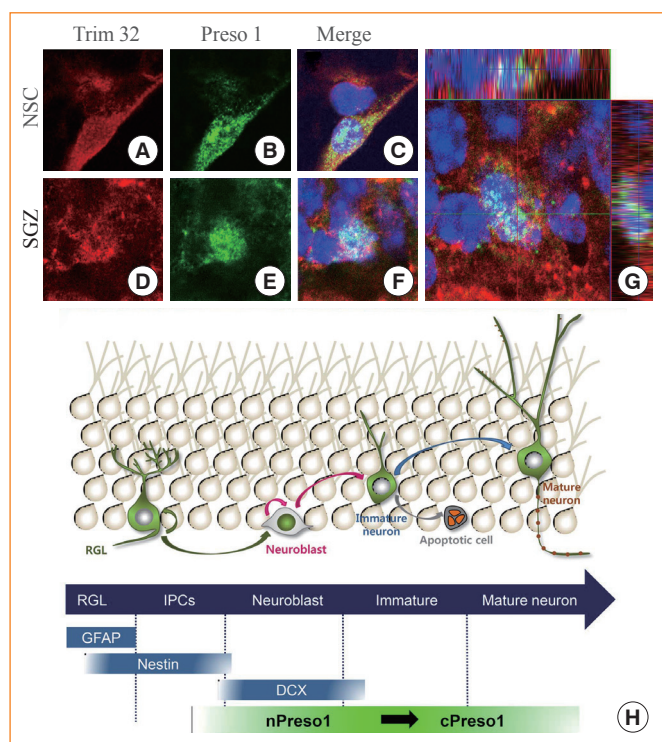 Trim 32 Preso 1 Merge
NSC
A B C
SGZ
D E F G
RGL
Neuroblast
Immature
neuron
Apoptotic cell
Mature
neuron
RGL IPCs Neuroblast Immature Mature neuron
GFAP
Nestin
DCX
nPreso1 cPreso1
H